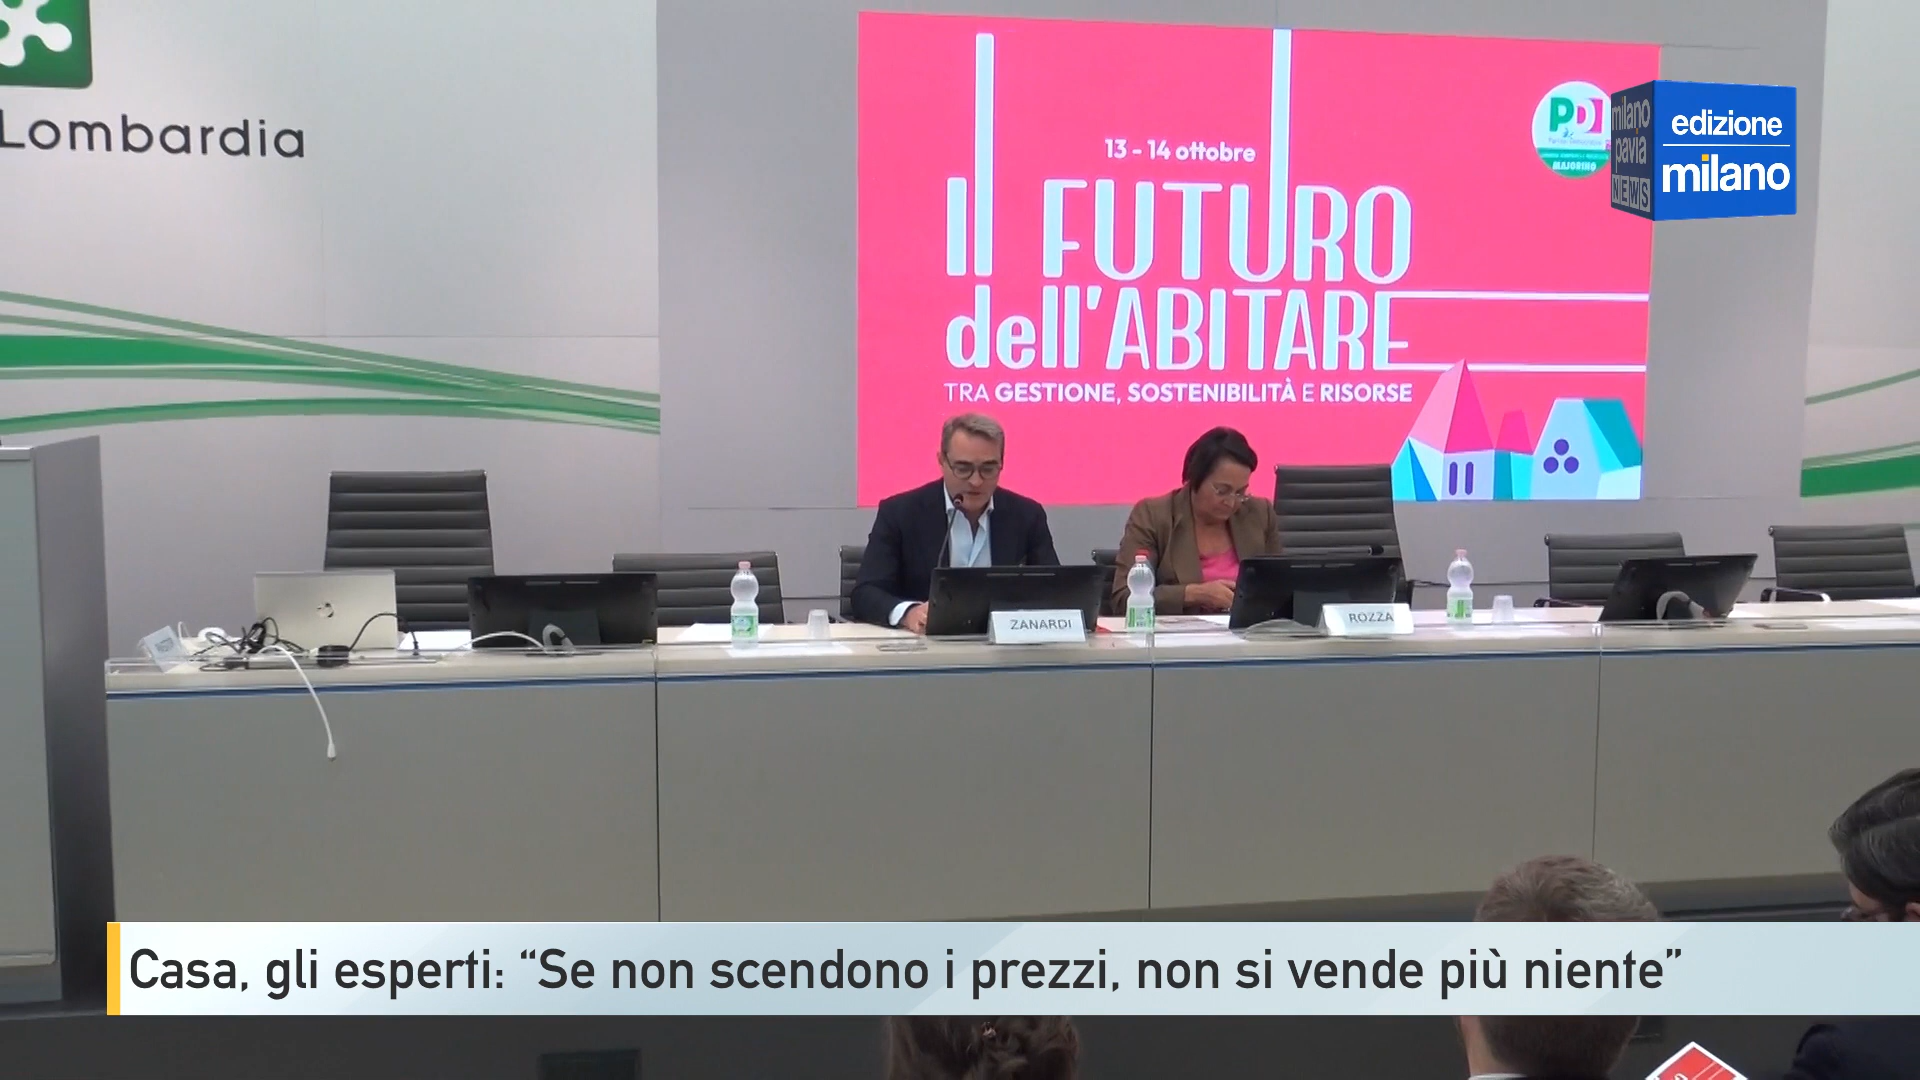 Lombardia
13 - 14 ottobre
Il FUTURO
dell'ABITARE
TRA GESTIONE, SOSTENIBILITÀ E RISORSE
PD
MAJORINO
milano
pavia
NEWS
edizione
milano
ZANARDI
ROZZA
Casa, gli esperti: “Se non scendono i prezzi, non si vende più niente”